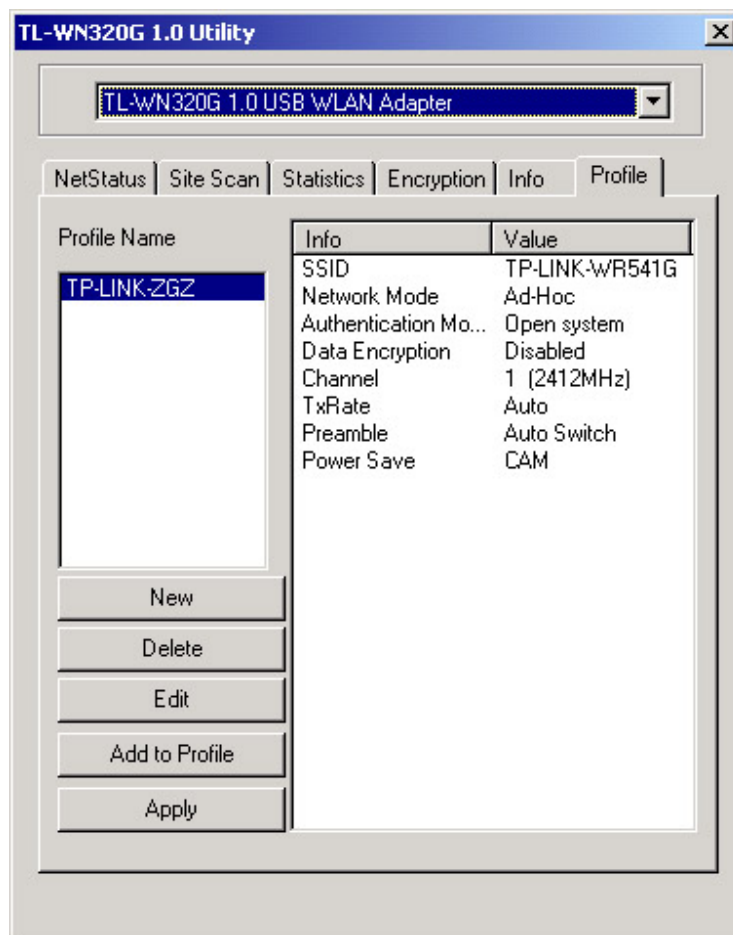 TL-WN320G 1.0 Utility
TL-WN320G 1.0 USB WLAN Adapter
NetStatus Site Scan Statistics Encryption Info Profile
Profile Name
TP-LINK-ZGZ
Info Value
SSID TP-LINK-WR541G
Network Mode Ad-Hoc
Authentication Mo... Open system
Data Encryption Disabled
Channel 1 (2412MHz)
TxRate Auto
Preamble Auto Switch
Power Save CAM
New
Delete
Edit
Add to Profile
Apply